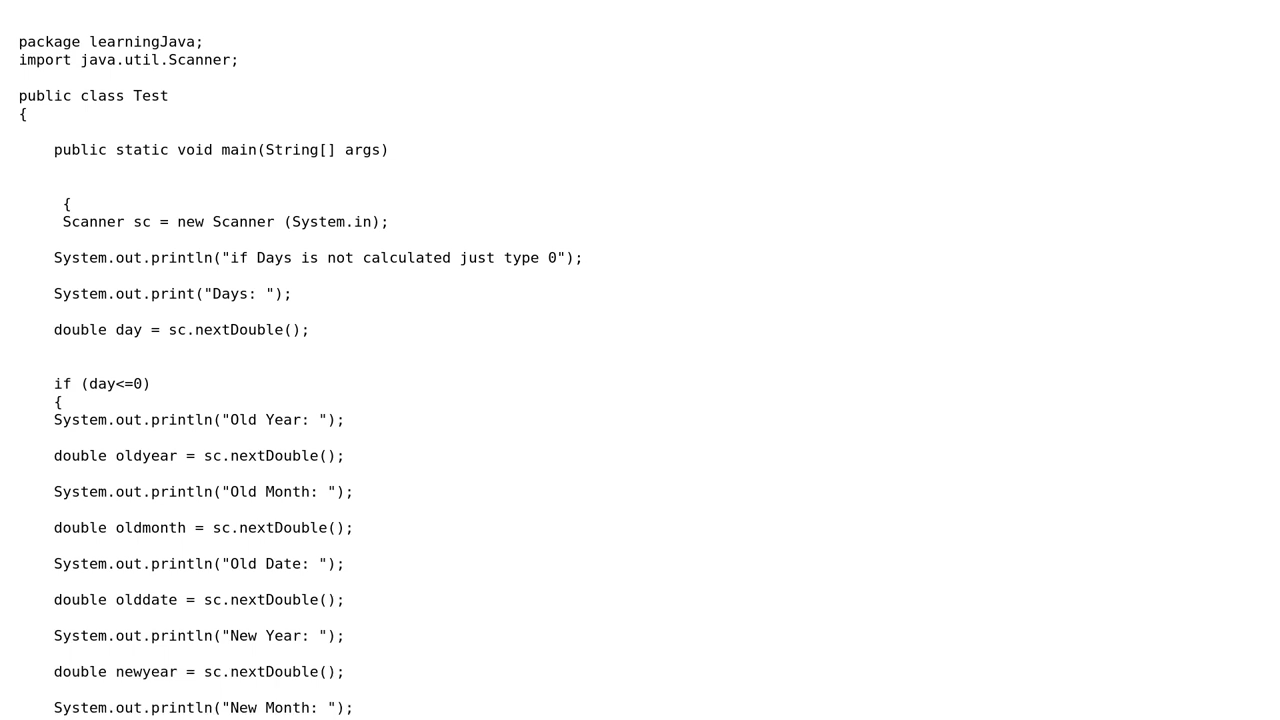 package learningJava;
import java.util.Scanner;
public class Test
{
public static void main(String[] args)
{
Scanner sc = new Scanner (System.in);
System.out.println("if Days is not calculated just type 0");
System.out.print("Days: ");
double day = sc.nextDouble();
if (day<=0)
{
System.out.println("Old Year: ");
double oldyear = sc.nextDouble();
System.out.println("Old Month: ");
double oldmonth = sc.nextDouble();
System.out.println("Old Date: ");
double olddate = sc.nextDouble();
System.out.println("New Year: ");
double newyear = sc.nextDouble();
System.out.println("New Month: ");